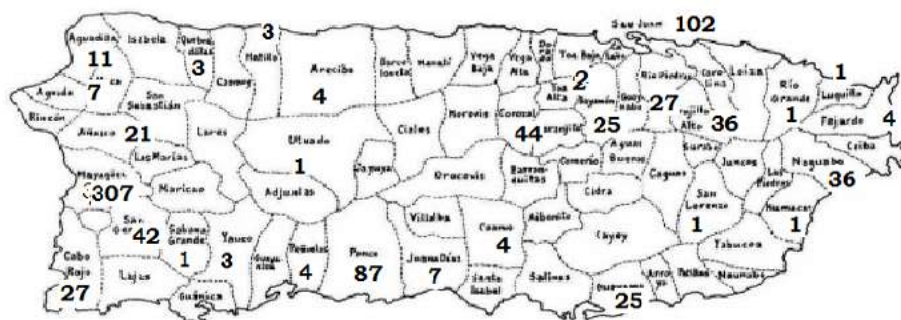 San Juan 102
3
Aguadilla
Isabela
Quebradillas
Hatillo
Camuy
Arecibo
Barceloneta
Manatí
Vega Baja
Vega Alta
Dorado
Toa Baja
Toa Alta
Río Piedras
Carolina
Loíza
Río Grande
1
Luquillo
11
7
3
4
2
Aguada
San Sebastián
Bayamón
Guaynabo
27
Trujillo Alto
36
1
Fajardo
4
Rincón
Añasco
21
Lares
Utuado
1
Ciales
Morovis
Corozal
44
Naranjito
25
Ceiba
Las Marías
Jayuya
Orocovis
Barranquitas
Comerío
Aguas Buenas
Gurabo
Juncos
Las Piedras
Naguabo
36
Mayagüez
307
Maricao
Adjuntas
Cidra
Caguas
San Lorenzo
1
Humacao
1
San
42
Sabana Grande
1
Yauco
3
Peñuelas
4
Ponce
87
Villalba
Juana Díaz
7
Coamo
4
Aibonito
Cayey
Yabucoa
Cabo Rojo
27
Lajas
Guánica
Santa Isabel
Salinas
25
Patillas
Maunabo